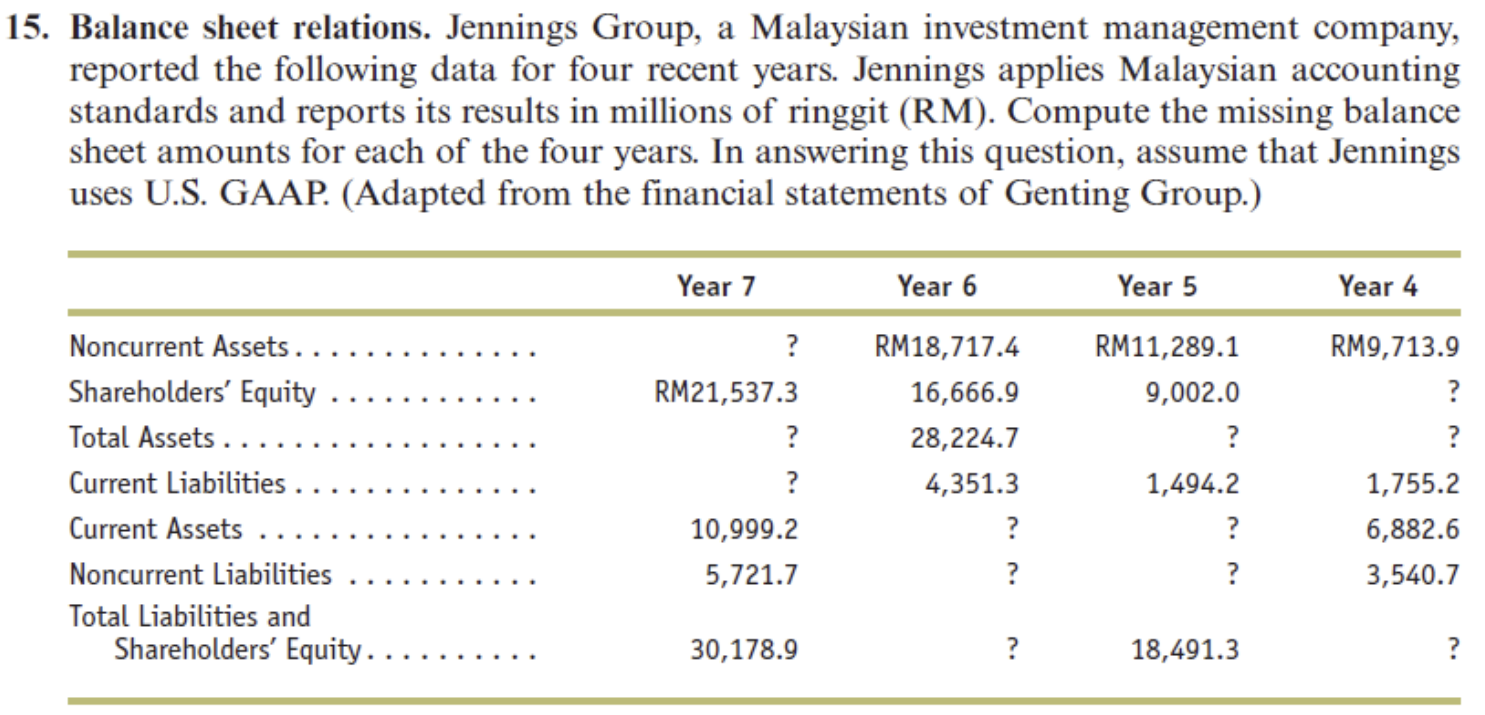 15. Balance sheet relations. Jennings Group, a Malaysian investment management company,
reported the following data for four recent years. Jennings applies Malaysian accounting
standards and reports its results in millions of ringgit (RM). Compute the missing balance
sheet amounts for each of the four years. In answering this question, assume that Jennings
uses U.S. GAAP. (Adapted from the financial statements of Genting Group.)
Year 7 Year 6 Year 5 Year 4
Noncurrent Assets. . . . . . . . . . . . . . ? RM18,717.4 RM11,289.1 RM9,713.9
Shareholders’ Equity . . . . . . . . . . . . RM21,537.3 16,666.9 9,002.0 ?
Total Assets . . . . . . . . . . . . . . . . . . ? 28,224.7 ? ?
Current Liabilities . . . . . . . . . . . . . . ? 4,351.3 1,494.2 1,755.2
Current Assets . . . . . . . . . . . . . . . . 10,999.2 ? ? 6,882.6
Noncurrent Liabilities . . . . . . . . . . . 5,721.7 ? ? 3,540.7
Total Liabilities and
Shareholders’ Equity. . . . . . . . . . 30,178.9 ? 18,491.3 ?